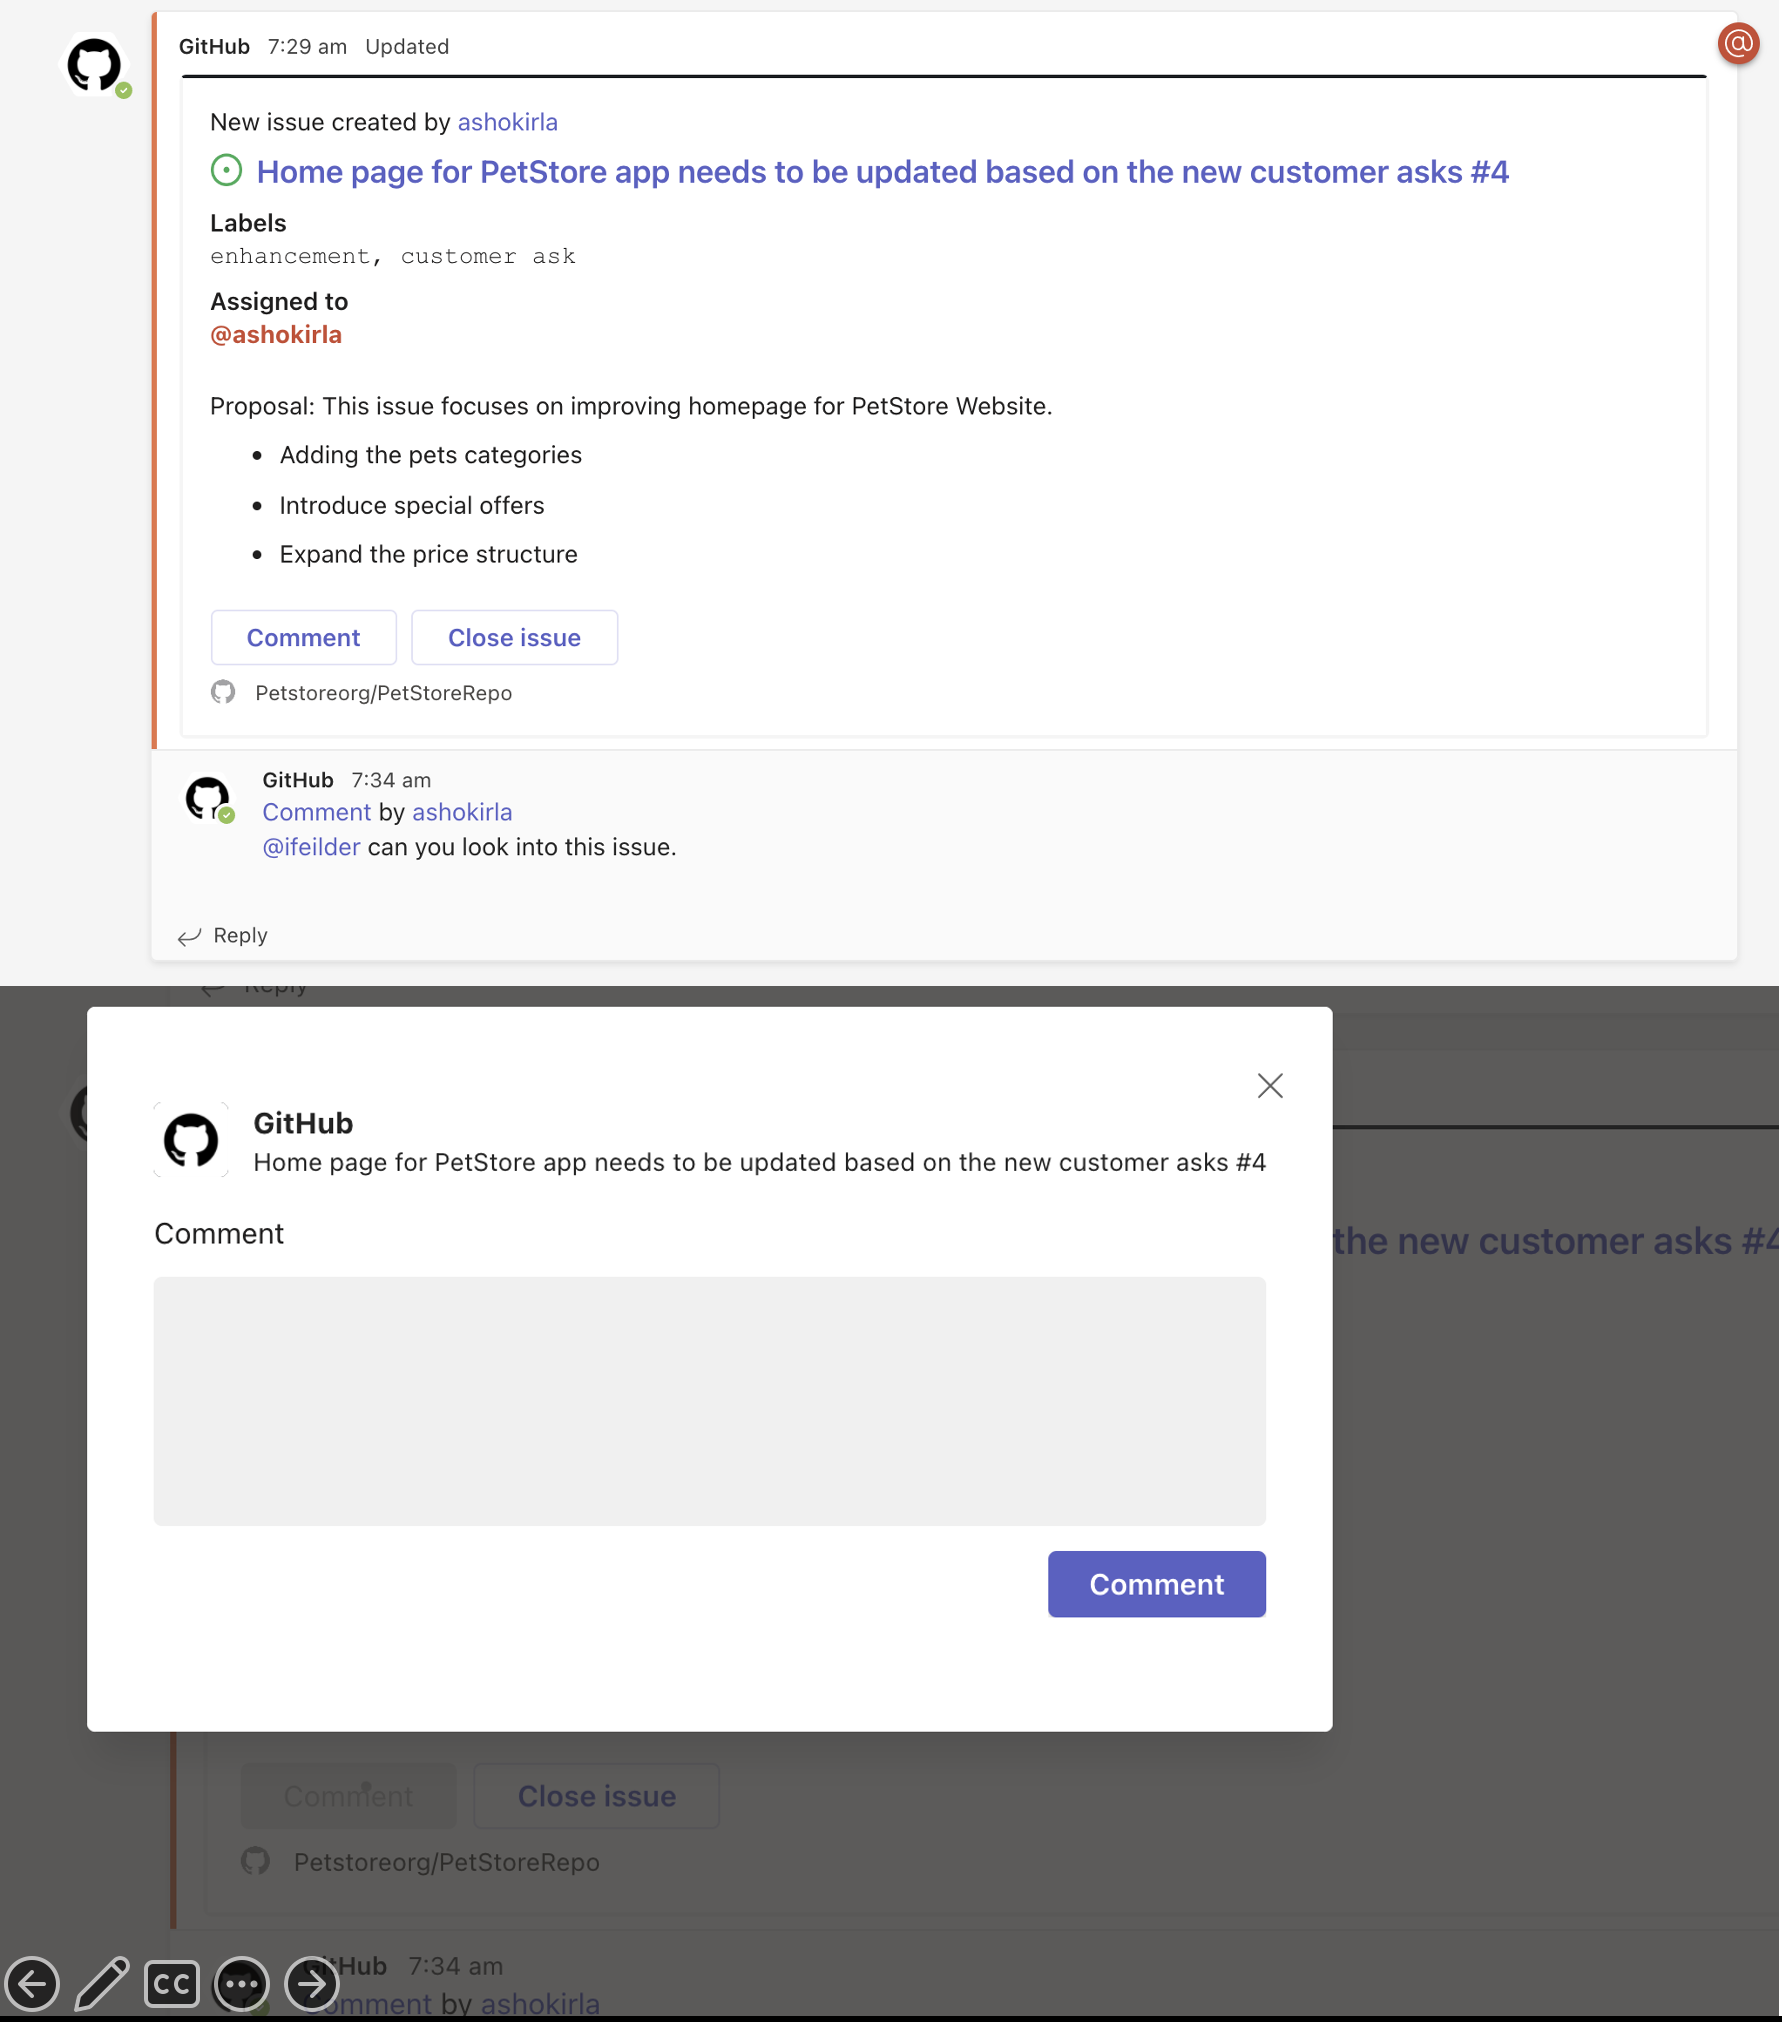 GitHub 7:29 am Updated
@
New issue created by ashokirla
Home page for PetStore app needs to be updated based on the new customer asks #4
Labels
enhancement, customer ask
Assigned to
@ashokirla
Proposal: This issue focuses on improving homepage for PetStore Website.
• Adding the pets categories
• Introduce special offers
• Expand the price structure
Comment Close issue
Petstoreorg/PetStoreRepo
GitHub 7:34 am
Comment by ashokirla
@ifeilder can you look into this issue.
Reply
Reply
GitHub
Home page for PetStore app needs to be updated based on the new customer asks #4
Comment
the new customer asks #4
Comment
Comment Close issue
Petstoreorg/PetStoreRepo
GitHub 7:34 am
CC
Comment by ashokirla